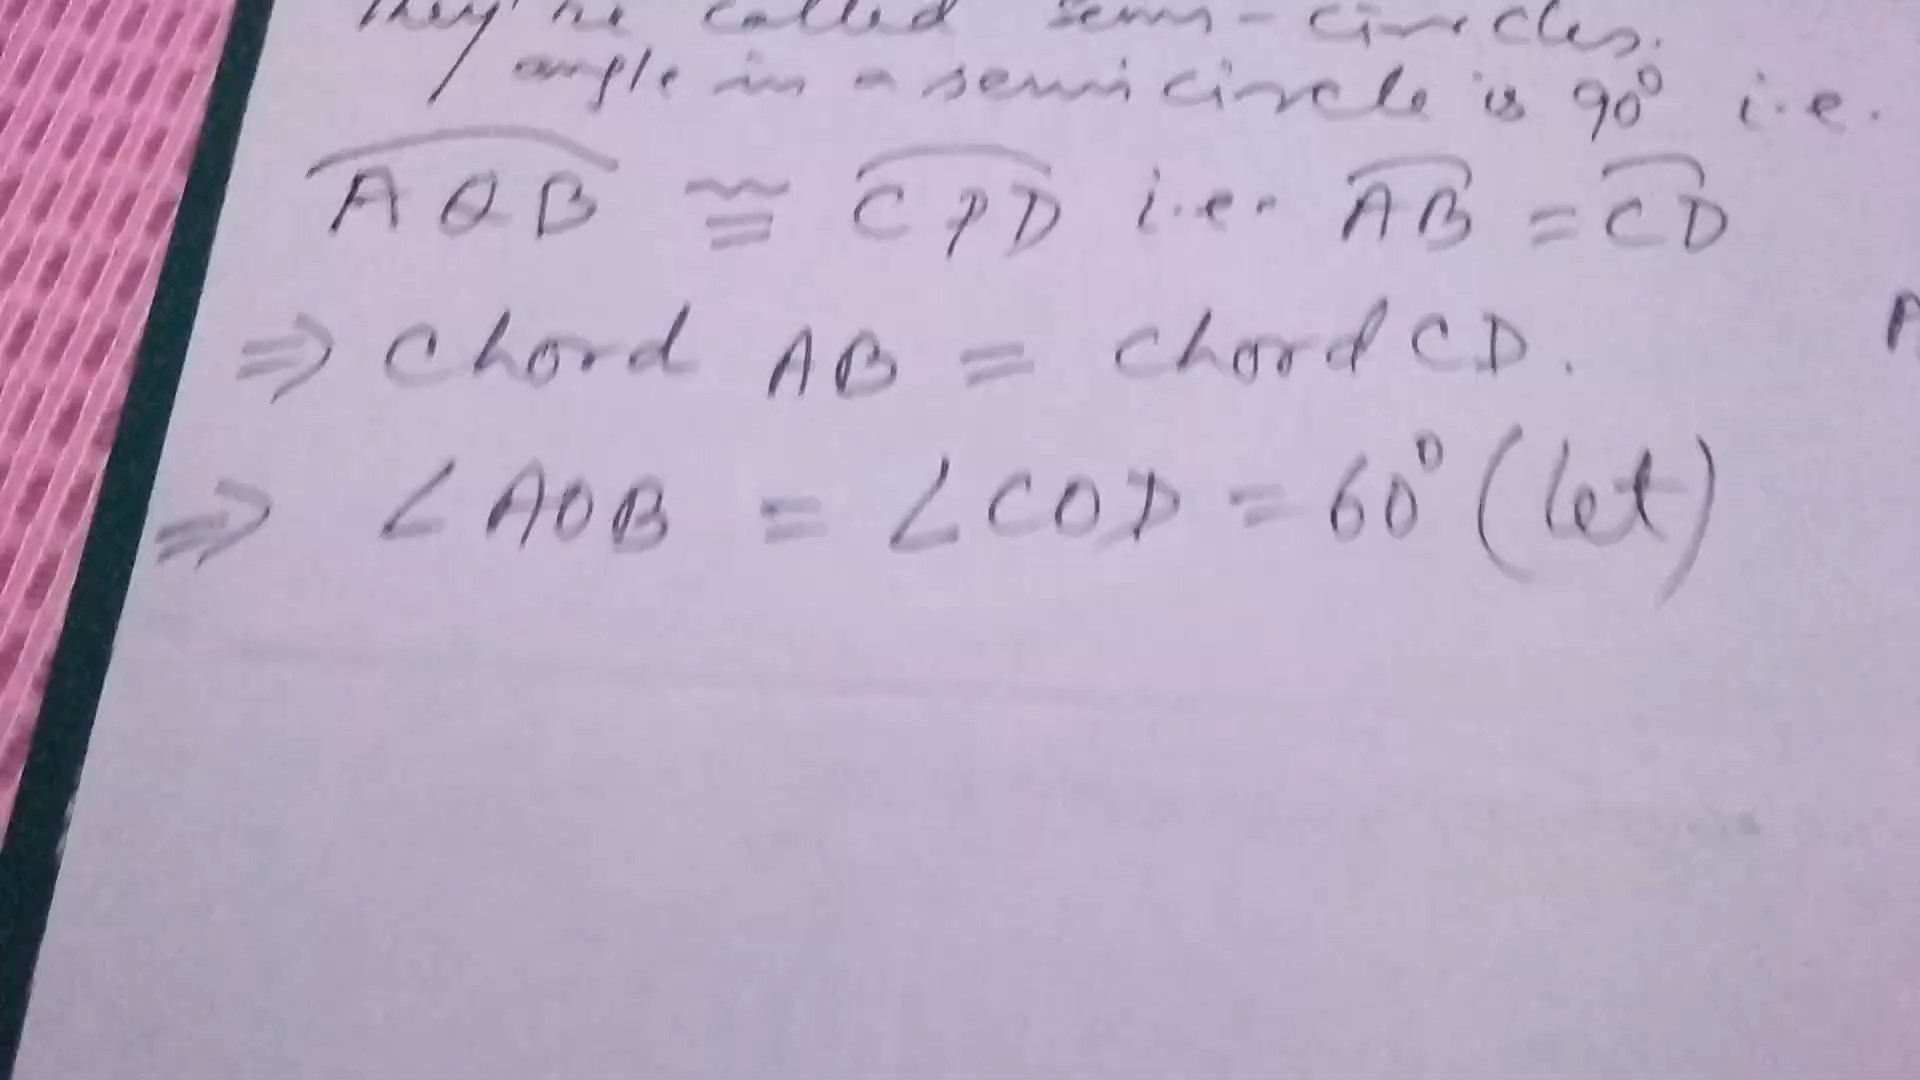 They're called semi-circles.
angle in a semicircle is 90° i.e.
AQB ≅ CPD i.e. AB = CD
⇒ Chord AB = Chord CD.
⇒ ∠AOB = ∠COD = 60° (let)